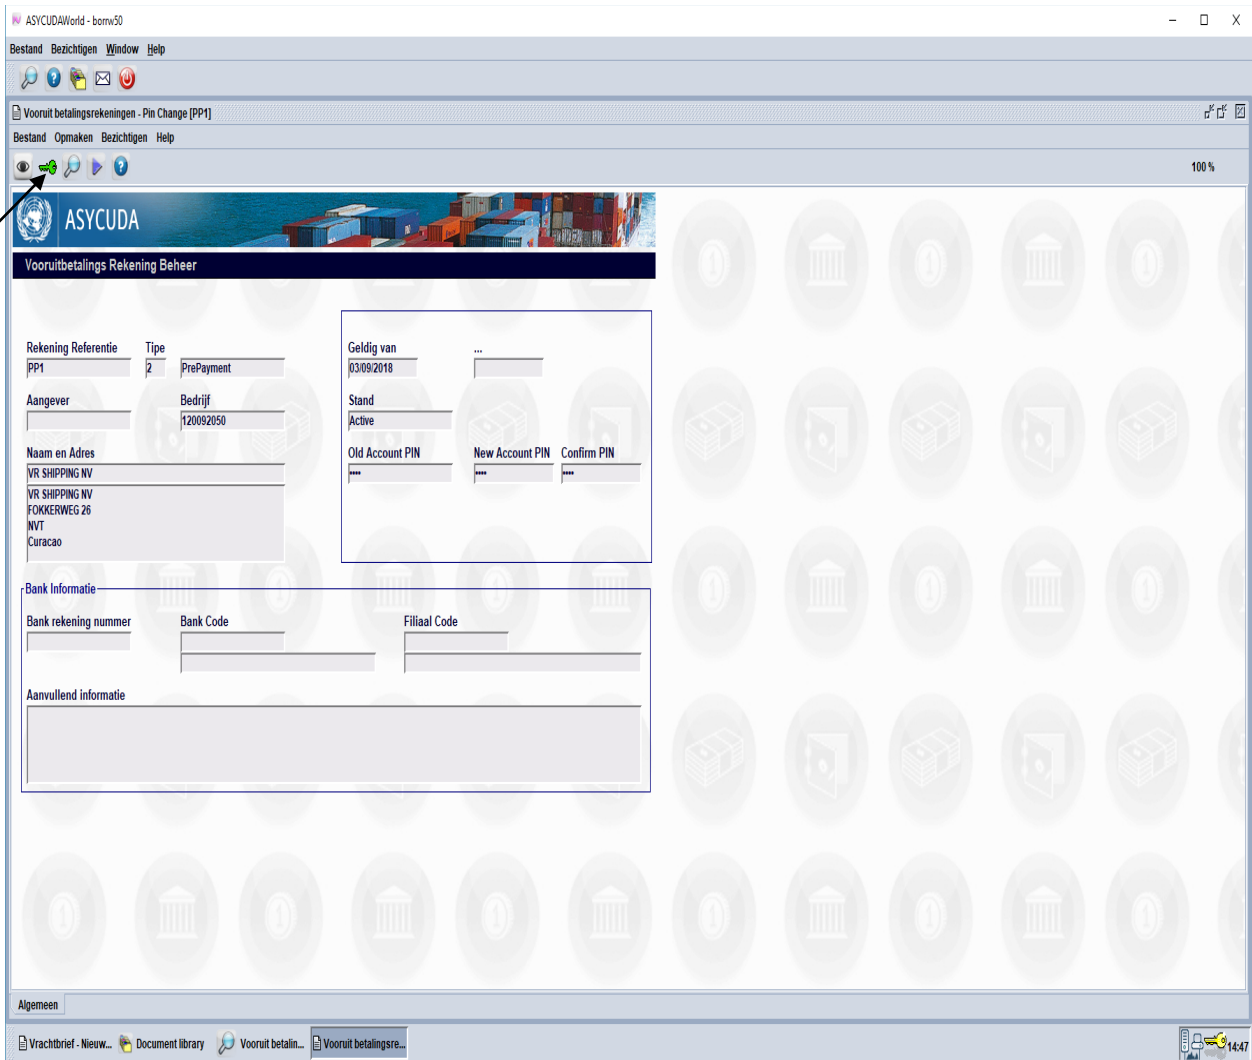 ASYCUDAWorld - borrw50
Bestand Bezichtigen Window Help
Vooruit betalingsrekeningen - Pin Change [PP1]
Bestand Opmaken Bezichtigen Help
100 %
ASYCUDA
Vooruitbetalings Rekening Beheer
Rekening Referentie Tipe
PP1 2 PrePayment
Aangever Bedrijf
120092050
Naam en Adres
VR SHIPPING NV
VR SHIPPING NV
FOKKERWEG 26
NVT
Curacao
Geldig van ...
03/09/2018
Stand
Active
Old Account PIN New Account PIN Confirm PIN
•••• •••• ••••
Bank Informatie
Bank rekening nummer Bank Code Filiaal Code
Aanvullend informatie
Algemeen
Vrachtbrief - Nieuw... Document library Vooruit betalin... Vooruit betalingsre...
14:47